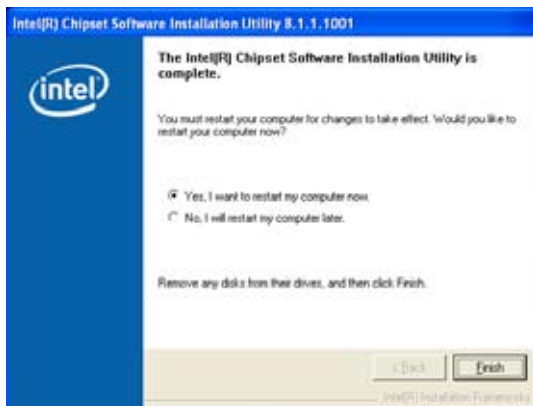 Intel(R) Chipset Software Installation Utility 8.1.1.1001
intel
The Intel(R) Chipset Software Installation Utility is
complete.
You must restart your computer for changes to take effect. Would you like to
restart your computer now?
Yes, I want to restart my computer now.
No, I will restart my computer later.
Remove any disks from their drives, and then click Finish.
< Back
Finish
Intel(R) Installation Frameworks